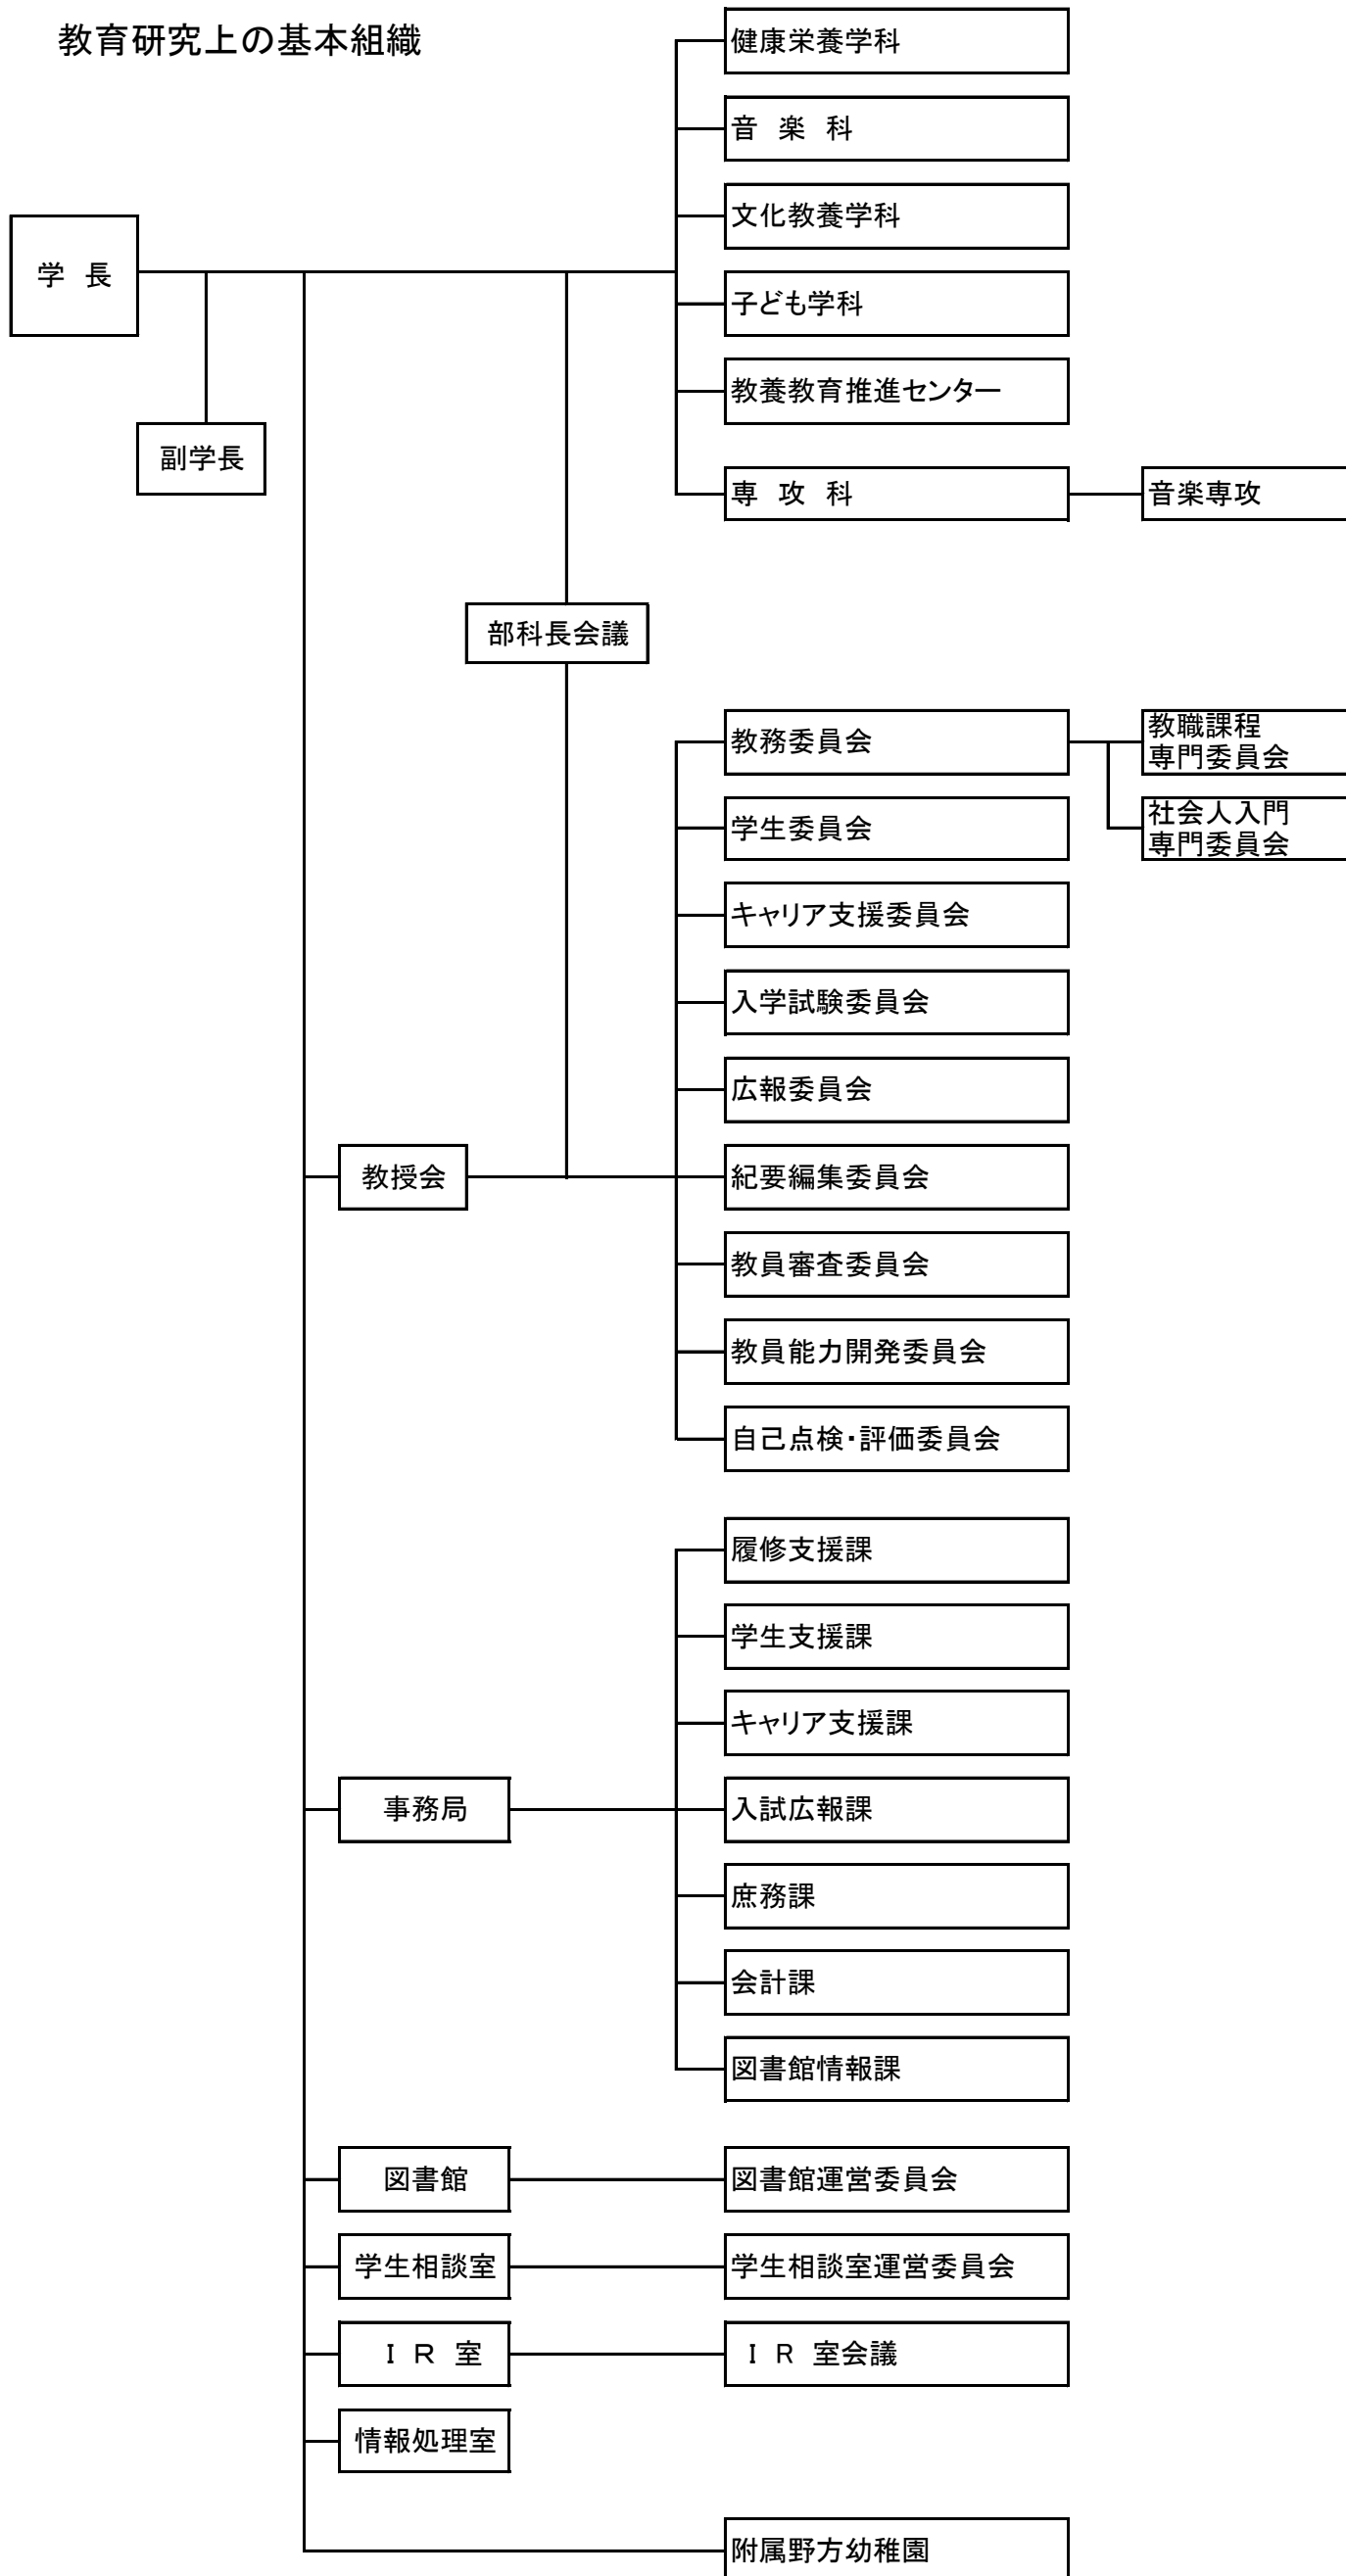 教育研究上の基本組織
健康栄養学科
音 楽 科
文化教養学科
学 長
子ども学科
教養教育推進センター
副学長
専 攻 科
音楽専攻
部科長会議
教務委員会
教職課程
専門委員会
学生委員会
社会人入門
専門委員会
キャリア支援委員会
入学試験委員会
広報委員会
教授会
紀要編集委員会
教員審査委員会
教員能力開発委員会
自己点検・評価委員会
履修支援課
学生支援課
キャリア支援課
事務局
入試広報課
庶務課
会計課
図書館情報課
図書館
図書館運営委員会
学生相談室
学生相談室運営委員会
I R 室
I R 室会議
情報処理室
附属野方幼稚園